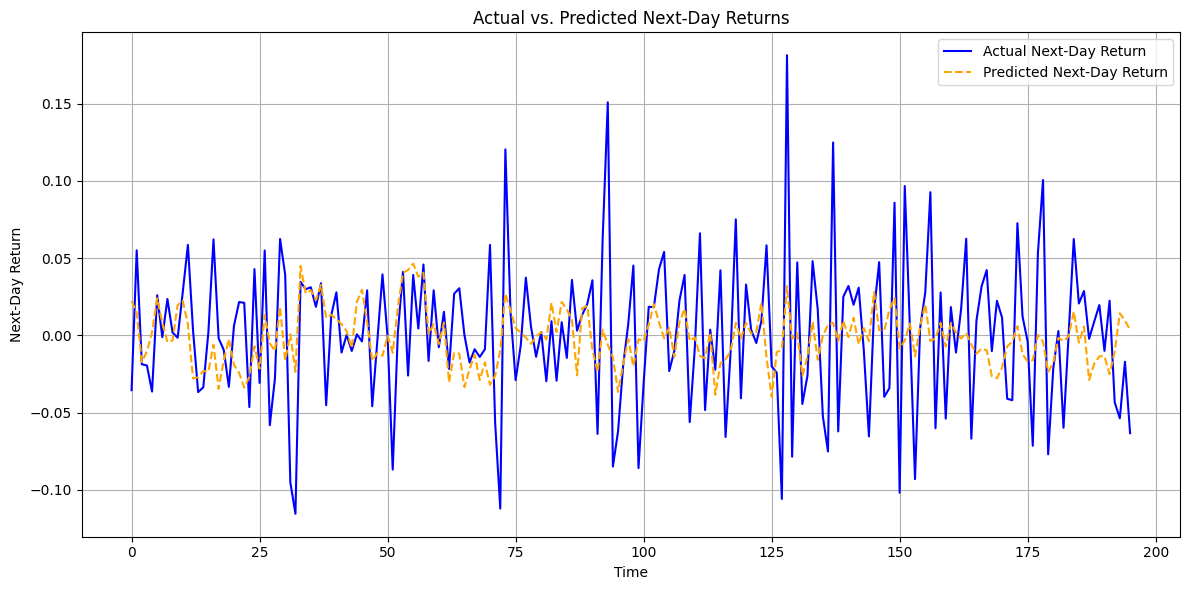 Actual vs. Predicted Next-Day Returns
Actual Next-Day Return
Predicted Next-Day Return
Next-Day Return
0.15
0.10
0.05
0.00
−0.05
−0.10
0 25 50 75 100 125 150 175 200
Time